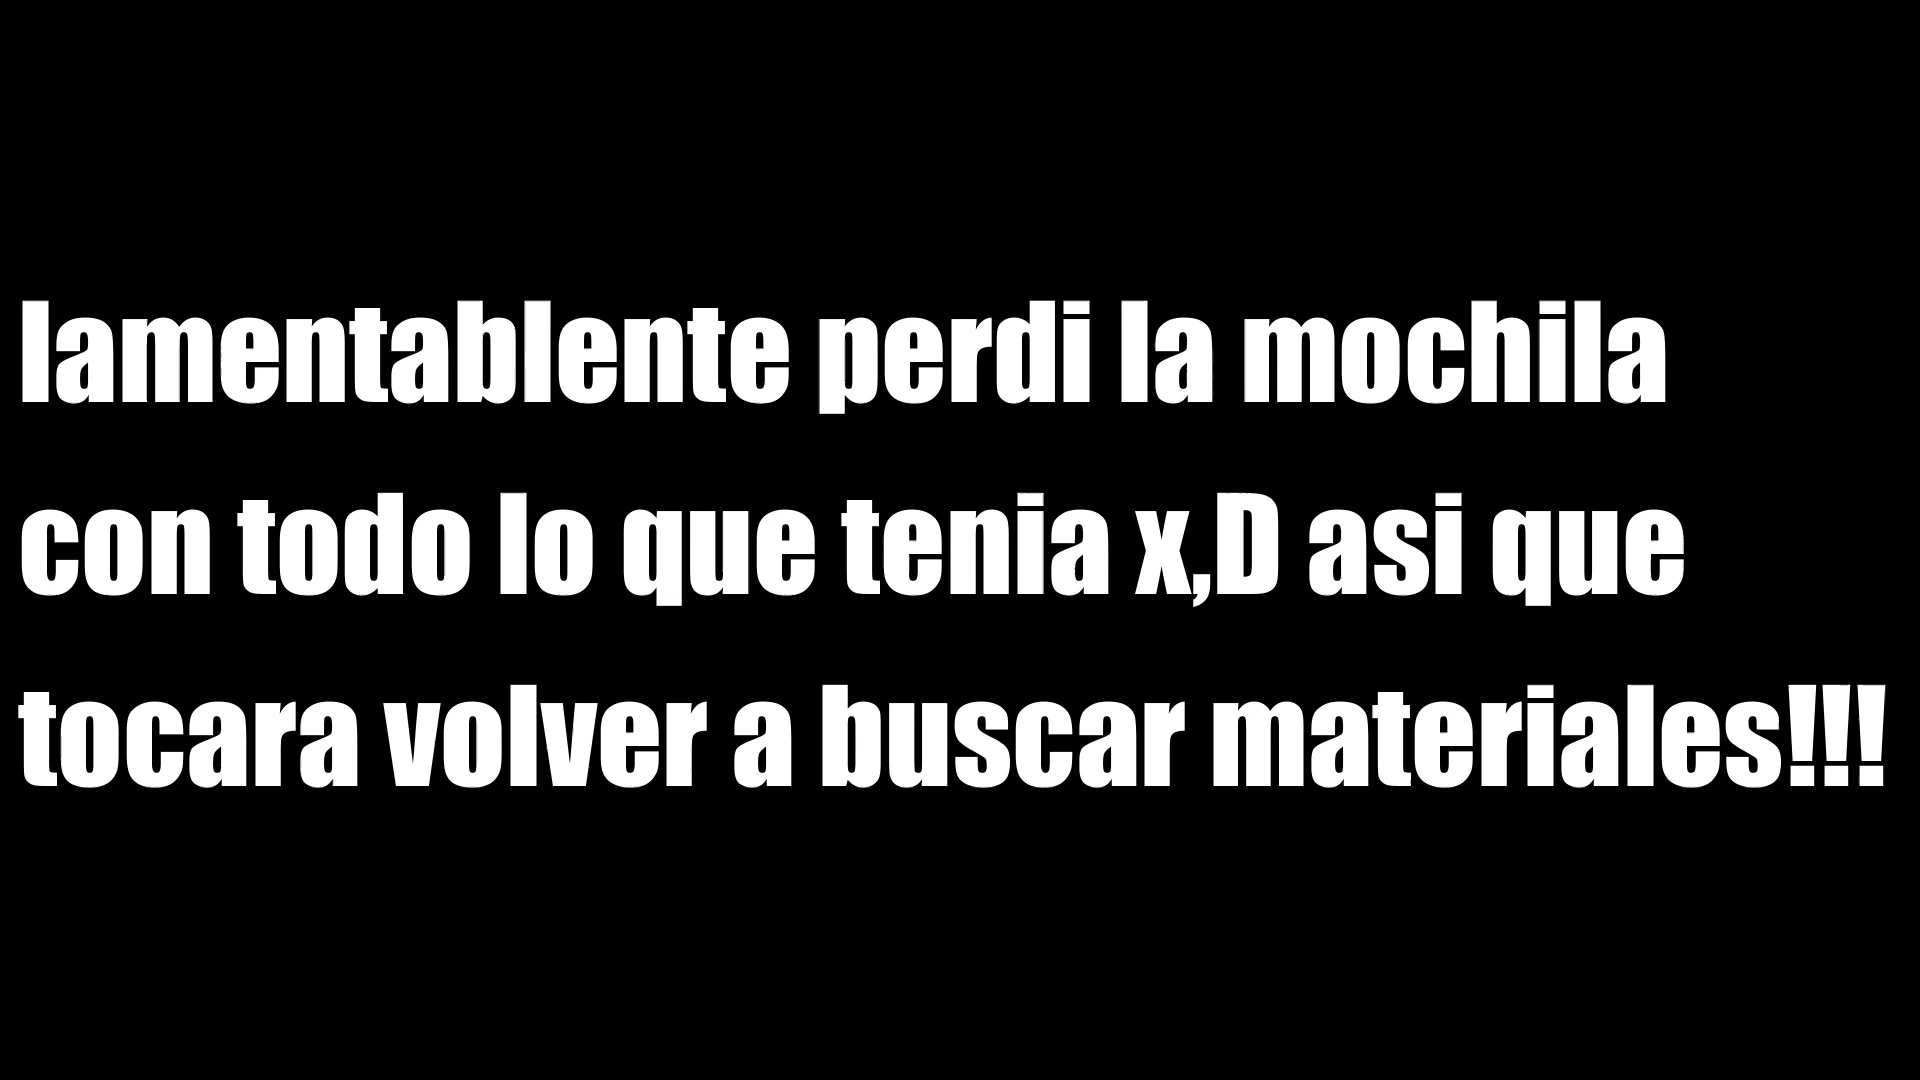 lamentablente perdi la mochila
con todo lo que tenia x,D asi que
tocara volver a buscar materiales!!!